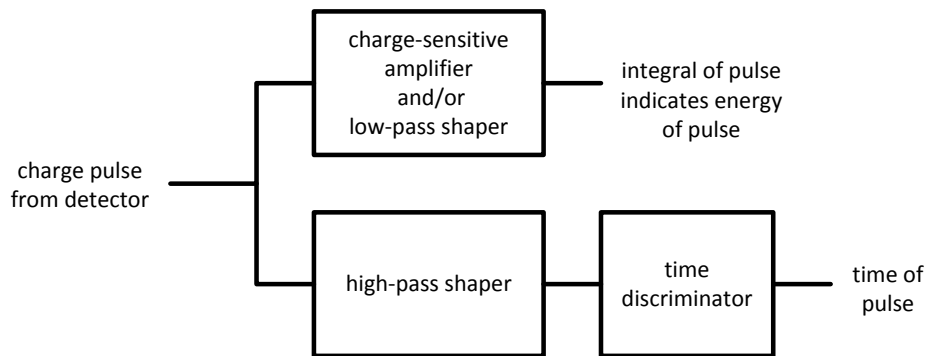 charge pulse
from detector
charge-sensitive
amplifier
and/or
low-pass shaper
integral of pulse
indicates energy
of pulse
high-pass shaper
time
discriminator
time of
pulse